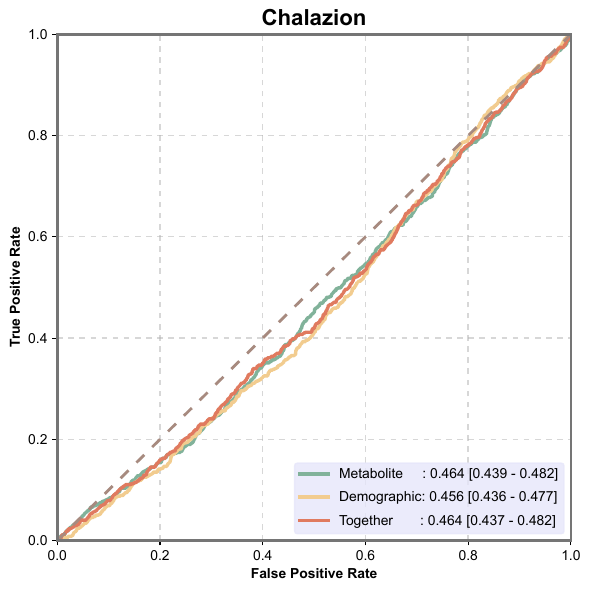 Chalazion
True Positive Rate
1.0
0.8
0.6
0.4
0.2
0.0
Metabolite : 0.464 [0.439 - 0.482]
Demographic: 0.456 [0.436 - 0.477]
Together : 0.464 [0.437 - 0.482]
0.0 0.2 0.4 0.6 0.8 1.0
False Positive Rate